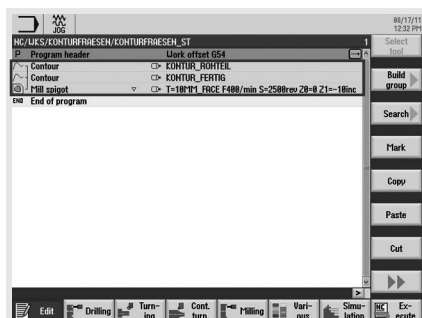 JOG
08/17/11
12:32 PM
NC/WKS/KONTURFRAESEN/KONTURFRAESEN_ST 1
P Program header Work offset G54
Contour KONTUR_ROHTEIL
Contour KONTUR_FERTIG
Mill spigot ▽ T=10MM_FACE F400/min S=2500rev Z0=0 Z1=-10inc
END End of program
Select tool
Build group
Search
Mark
Copy
Paste
Cut
Edit
Drilling
Turn-ing
Cont. turn
Milling
Vari-ous
Simu-lation
NC Ex-ecute